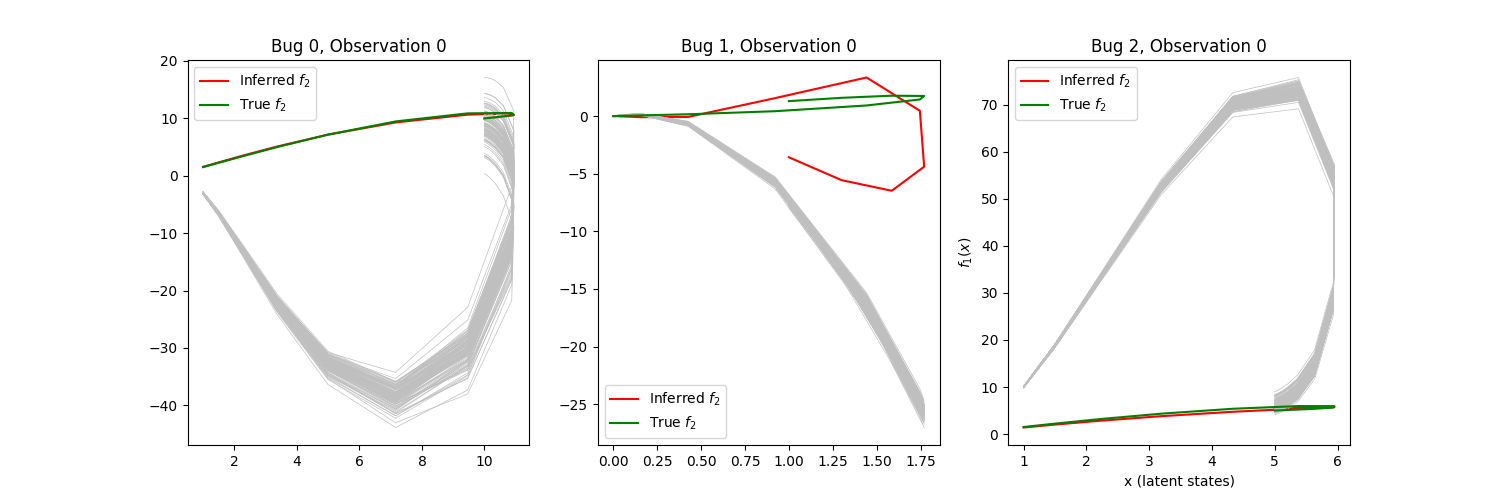 Bug 0, Observation 0
Inferred f₂
True f₂
20
10
0
−10
−20
−30
−40
2 4 6 8 10
Bug 1, Observation 0
0
−5
−10
−15
−20
−25
Inferred f₂
True f₂
0.00 0.25 0.50 0.75 1.00 1.25 1.50 1.75
Bug 2, Observation 0
Inferred f₂
True f₂
f₁(x)
70
60
50
40
30
20
10
0
1 2 3 4 5 6
x (latent states)